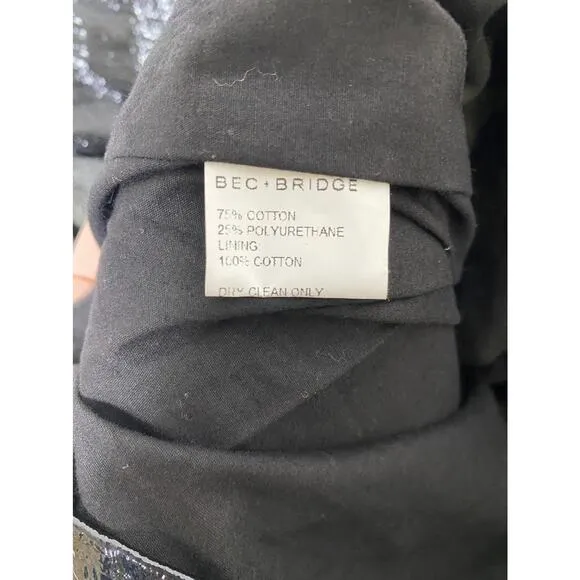 BEC+BRIDGE
75% COTTON
25% POLYURETHANE
LINING:
100% COTTON
DRY CLEAN ONLY